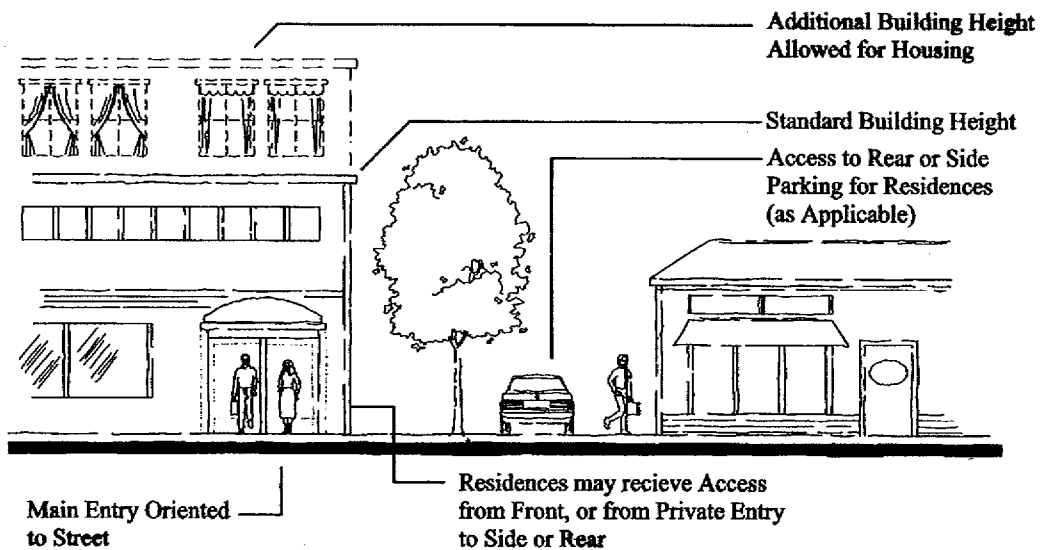 Additional Building Height
Allowed for Housing
Standard Building Height
Access to Rear or Side
Parking for Residences
(as Applicable)
Main Entry Oriented
to Street
Residences may recieve Access
from Front, or from Private Entry
to Side or Rear